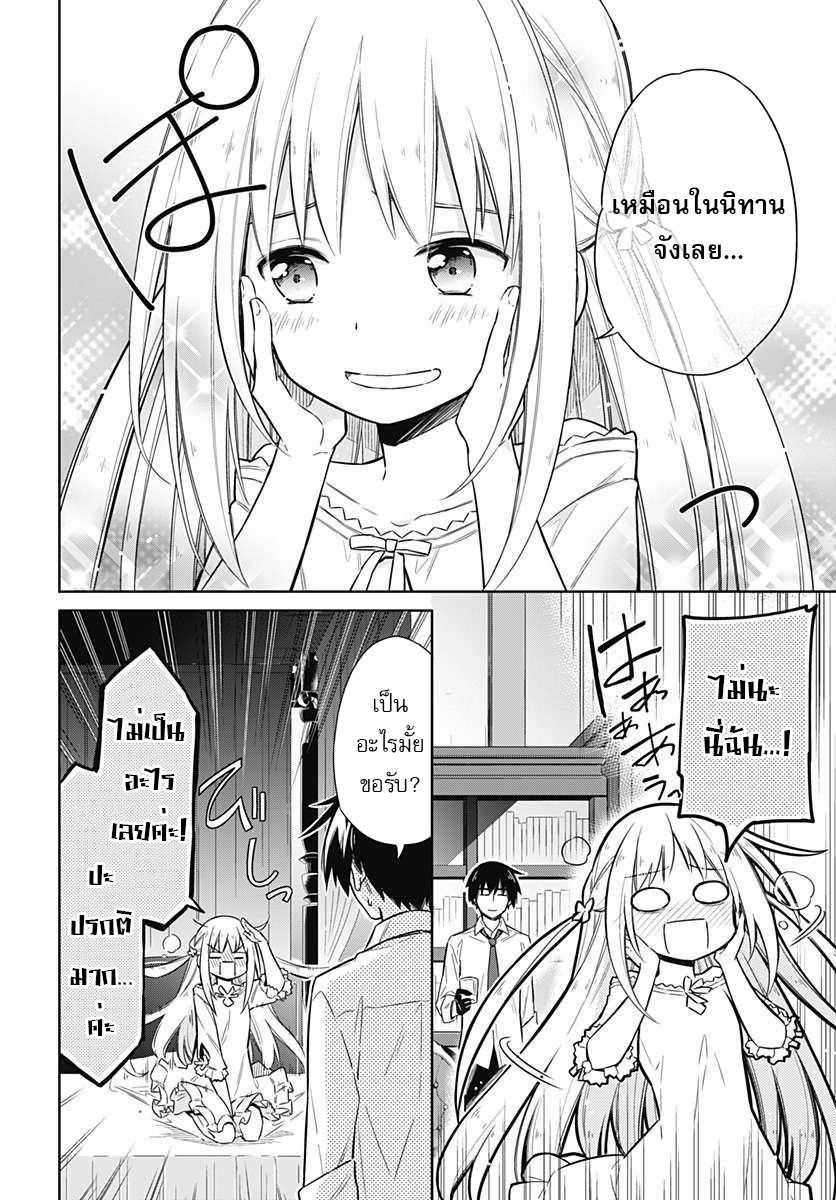 ぽ
っ
เหมือนในนิทาน
จังเลย...
ไม่นะ
นี่ฉัน...!
はぁぁぁぅっ
เป็น
อะไรมั้ย
ขอรับ?
びしっ
ไม่เป็น
อะไร
เลยค่ะ!
ปะ
ปรกติ
มาก...
ค่ะ